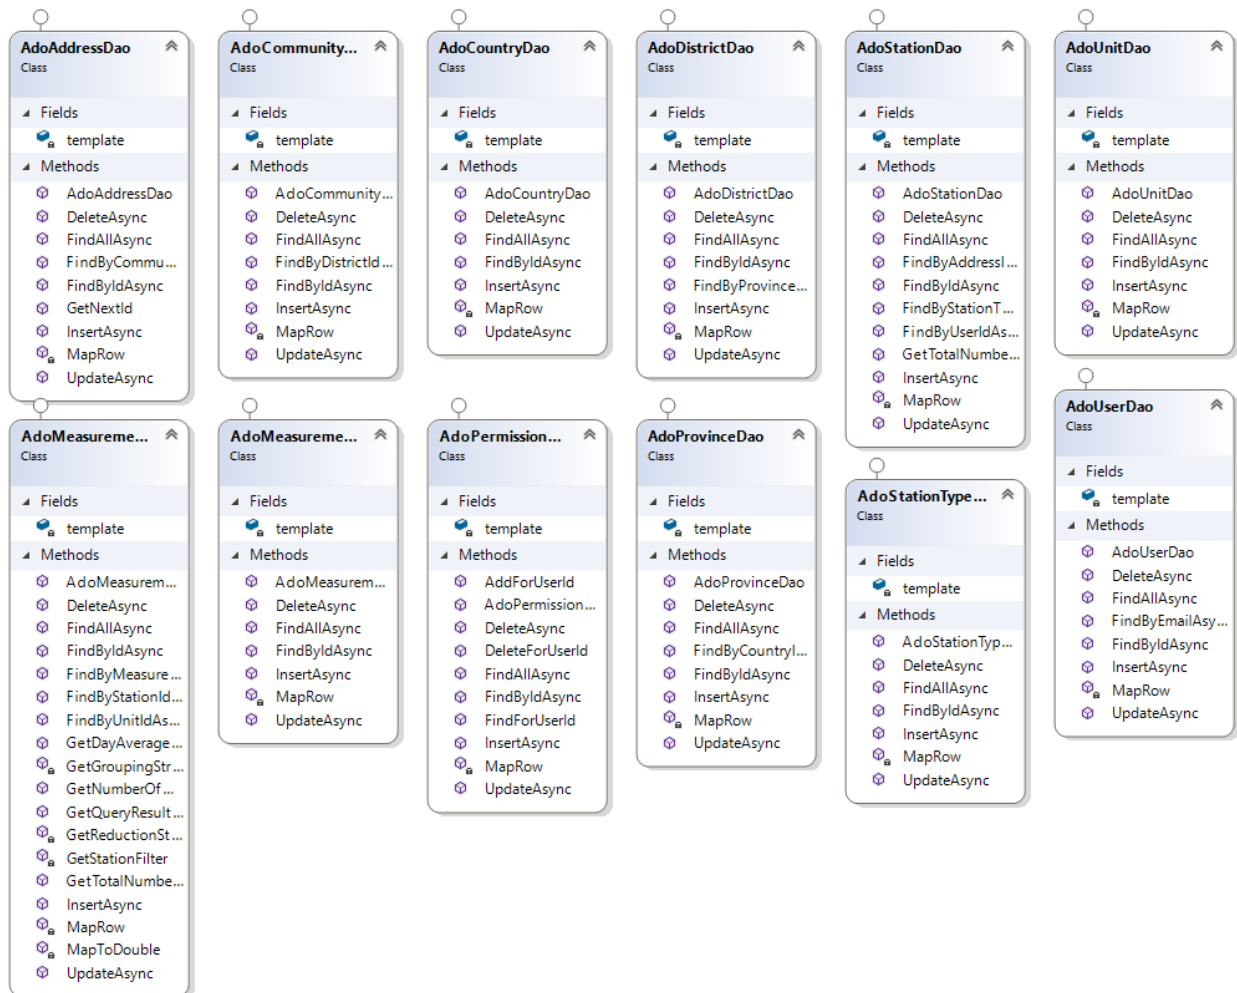 AdoAddressDao
Class
Fields
template
Methods
AdoAddressDao
DeleteAsync
FindAllAsync
FindByCommu...
FindByIdAsync
GetNextId
InsertAsync
MapRow
UpdateAsync
AdoCommunity...
Class
Fields
template
Methods
AdoCommunity...
DeleteAsync
FindAllAsync
FindByDistrictId...
FindByIdAsync
InsertAsync
MapRow
UpdateAsync
AdoCountryDao
Class
Fields
template
Methods
AdoCountryDao
DeleteAsync
FindAllAsync
FindByIdAsync
InsertAsync
MapRow
UpdateAsync
AdoDistrictDao
Class
Fields
template
Methods
AdoDistrictDao
DeleteAsync
FindAllAsync
FindByIdAsync
FindByProvince...
InsertAsync
MapRow
UpdateAsync
AdoStationDao
Class
Fields
template
Methods
AdoStationDao
DeleteAsync
FindAllAsync
FindByAddressI...
FindByIdAsync
FindByStationT...
FindByUserIdAs...
GetTotalNumbe...
InsertAsync
MapRow
UpdateAsync
AdoUnitDao
Class
Fields
template
Methods
AdoUnitDao
DeleteAsync
FindAllAsync
FindByIdAsync
InsertAsync
MapRow
UpdateAsync
AdoMeasureme...
Class
Fields
template
Methods
AdoMeasurem...
DeleteAsync
FindAllAsync
FindByIdAsync
FindByMeasure...
FindByStationId...
FindByUnitIdAs...
GetDayAverage...
GetGroupingStr...
GetNumberOf...
GetQueryResult...
GetReductionSt...
GetStationFilter
GetTotalNumbe...
InsertAsync
MapRow
MapToDouble
UpdateAsync
AdoMeasureme...
Class
Fields
template
Methods
AdoMeasurem...
DeleteAsync
FindAllAsync
FindByIdAsync
InsertAsync
MapRow
UpdateAsync
AdoPermission...
Class
Fields
template
Methods
AddForUserId
AdoPermission...
DeleteAsync
DeleteForUserId
FindAllAsync
FindByIdAsync
FindForUserId
InsertAsync
MapRow
UpdateAsync
AdoProvinceDao
Class
Fields
template
Methods
AdoProvinceDao
DeleteAsync
FindAllAsync
FindByCountryI...
FindByIdAsync
InsertAsync
MapRow
UpdateAsync
AdoStationType...
Class
Fields
template
Methods
AdoStationTyp...
DeleteAsync
FindAllAsync
FindByIdAsync
InsertAsync
MapRow
UpdateAsync
AdoUserDao
Class
Fields
template
Methods
AdoUserDao
DeleteAsync
FindAllAsync
FindByEmailAsy...
FindByIdAsync
InsertAsync
MapRow
UpdateAsync